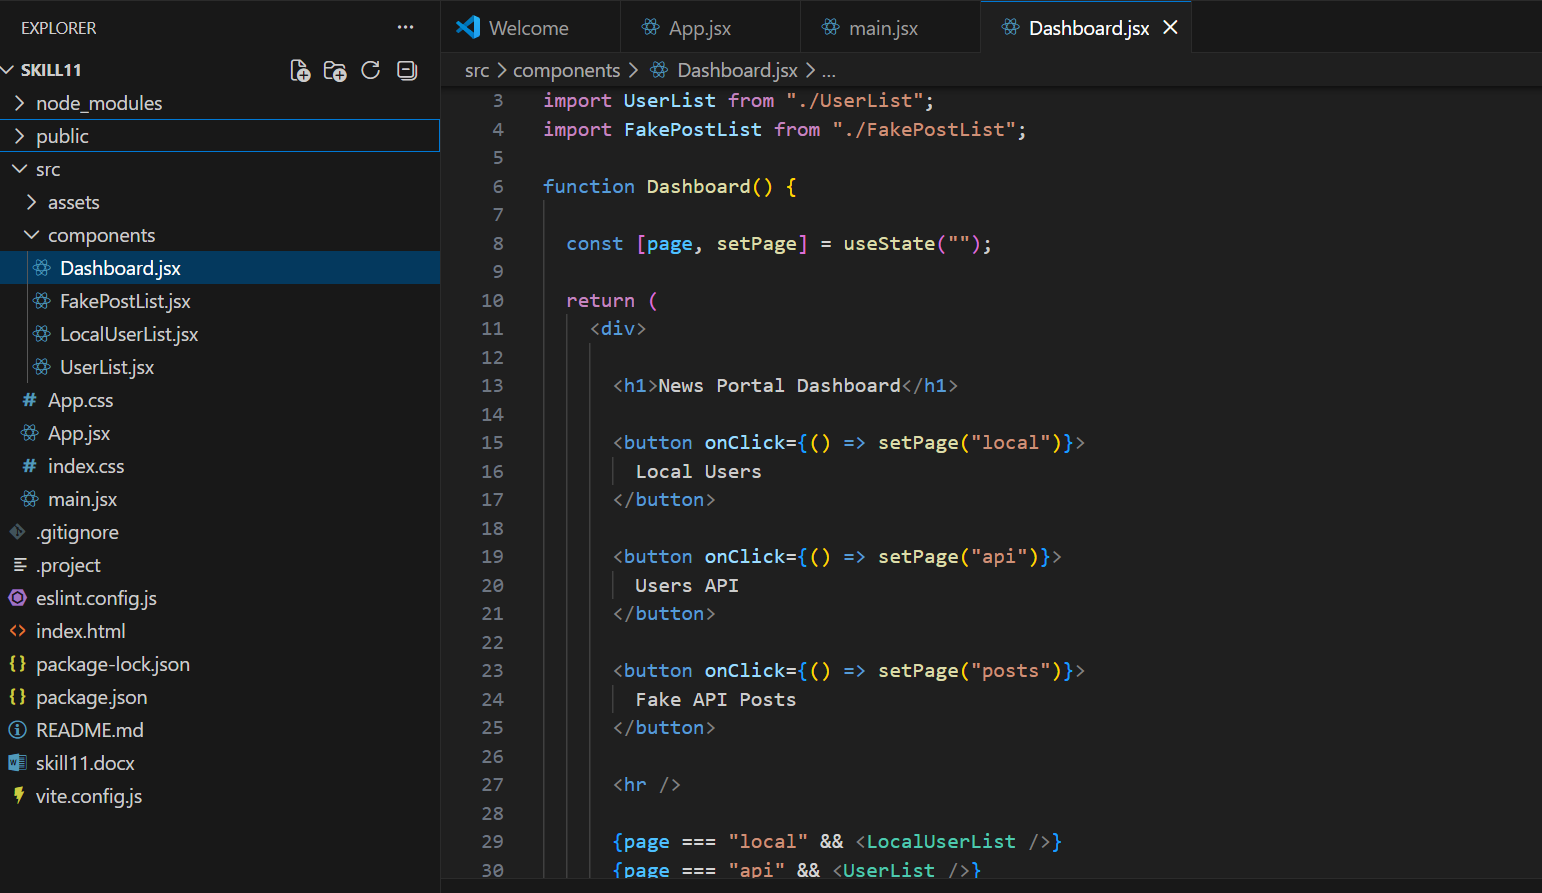 EXPLORER
SKILL11
node_modules
public
src
assets
components
Dashboard.jsx
FakePostList.jsx
LocalUserList.jsx
UserList.jsx
App.css
App.jsx
index.css
main.jsx
.gitignore
.project
eslint.config.js
index.html
package-lock.json
package.json
README.md
skill11.docx
vite.config.js
Welcome App.jsx main.jsx Dashboard.jsx
src > components > Dashboard.jsx > ...
3 import UserList from "./UserList";
4 import FakePostList from "./FakePostList";
5
6 function Dashboard() {
7
8 const [page, setPage] = useState("");
9
10 return (
11 <div>
12
13 <h1>News Portal Dashboard</h1>
14
15 <button onClick={() => setPage("local")}>
16 Local Users
17 </button>
18
19 <button onClick={() => setPage("api")}>
20 Users API
21 </button>
22
23 <button onClick={() => setPage("posts")}>
24 Fake API Posts
25 </button>
26
27 <hr />
28
29 {page === "local" && <LocalUserList />}
30 {page === "api" && <UserList />}